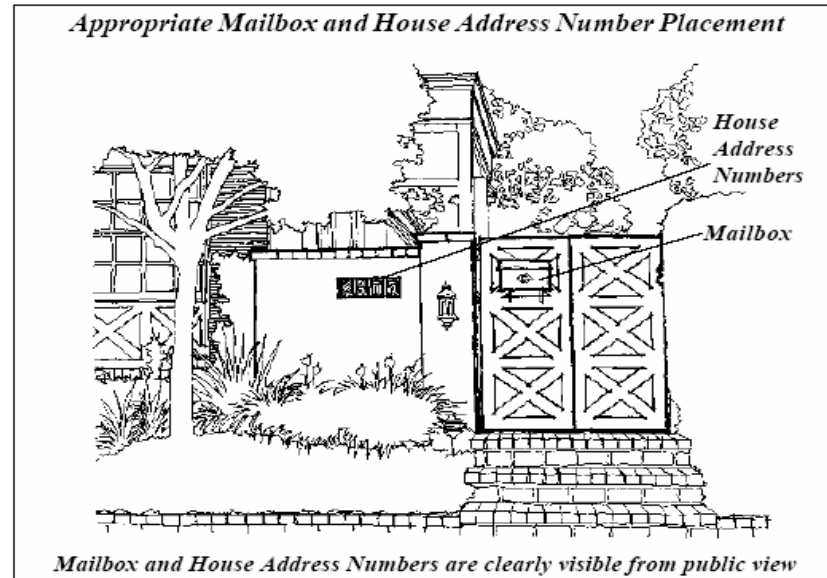 Appropriate Mailbox and House Address Number Placement
House
Address
Numbers
Mailbox
Mailbox and House Address Numbers are clearly visible from public view